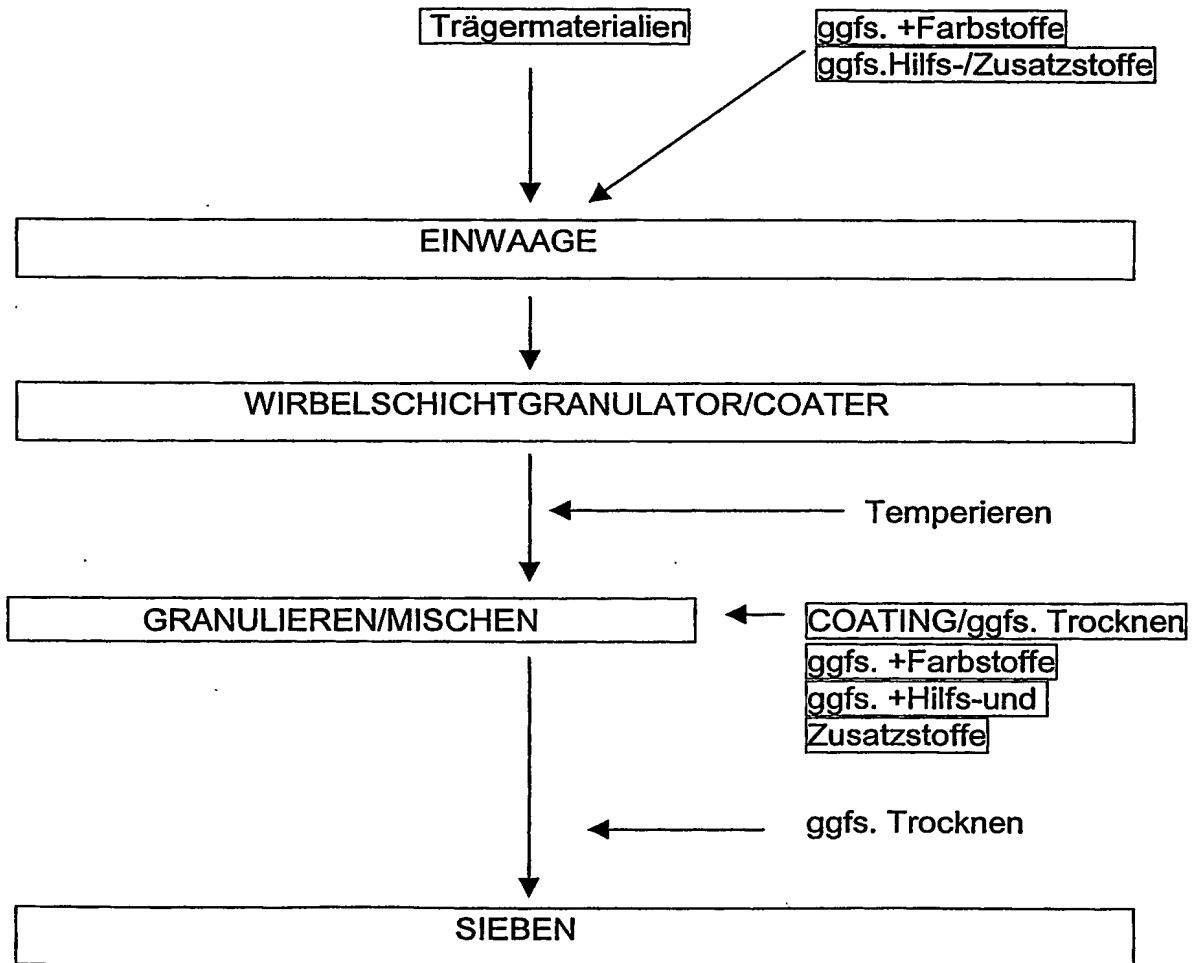 Trägermaterialien
ggfs. +Farbstoffe
ggfs.Hilfs-/Zusatzstoffe
EINWAAGE
WIRBELSCHICHTGRANULATOR/COATER
Temperieren
GRANULIEREN/MISCHEN
COATING/ggfs. Trocknen
ggfs. +Farbstoffe
ggfs. +Hilfs-und
Zusatzstoffe
ggfs. Trocknen
SIEBEN